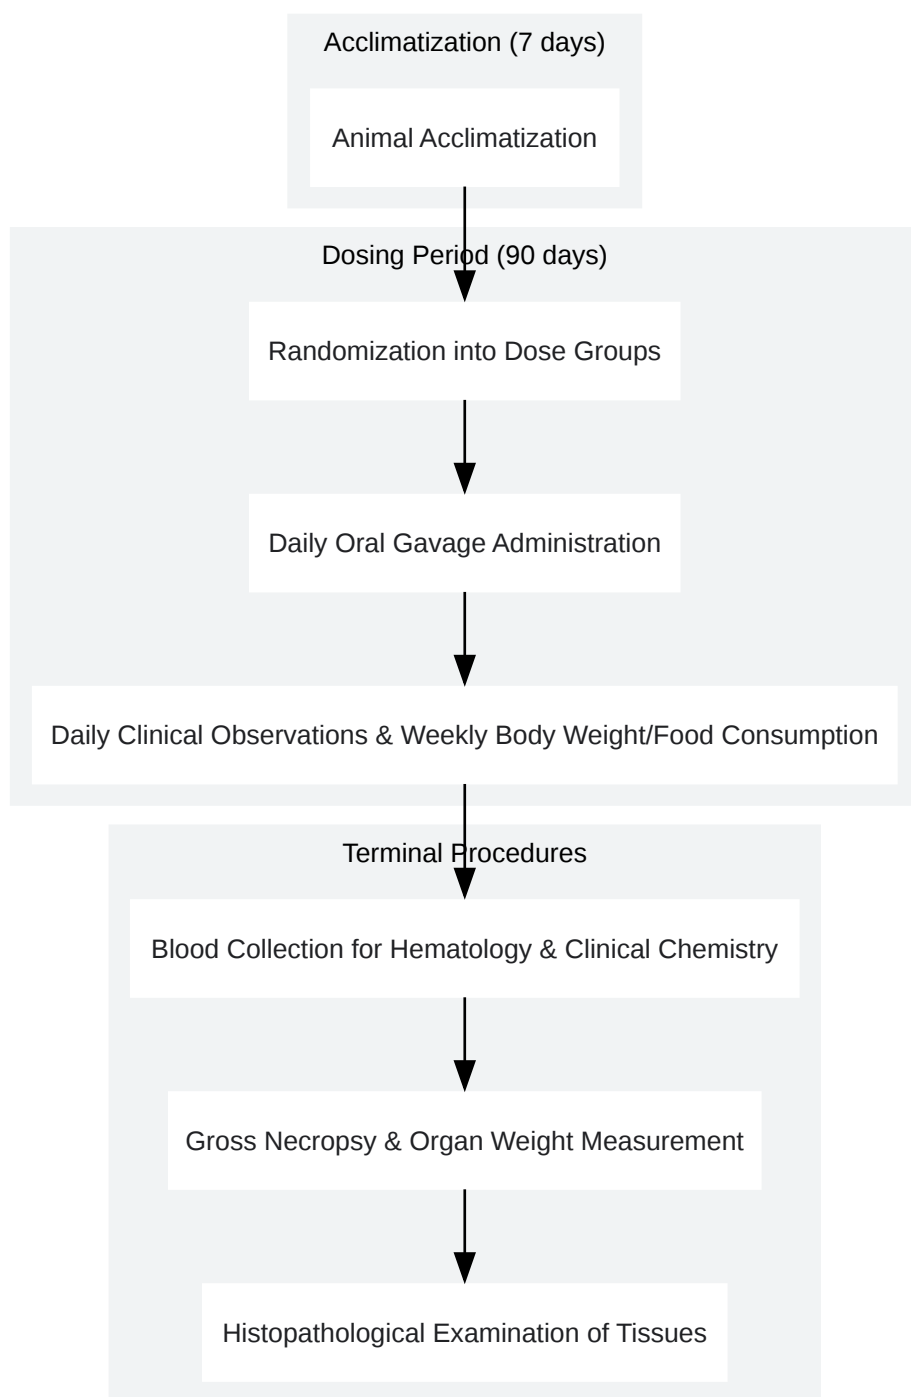 Acclimatization (7 days)
Animal Acclimatization
Dosing Period (90 days)
Randomization into Dose Groups
Daily Oral Gavage Administration
Daily Clinical Observations & Weekly Body Weight/Food Consumption
Terminal Procedures
Blood Collection for Hematology & Clinical Chemistry
Gross Necropsy & Organ Weight Measurement
Histopathological Examination of Tissues